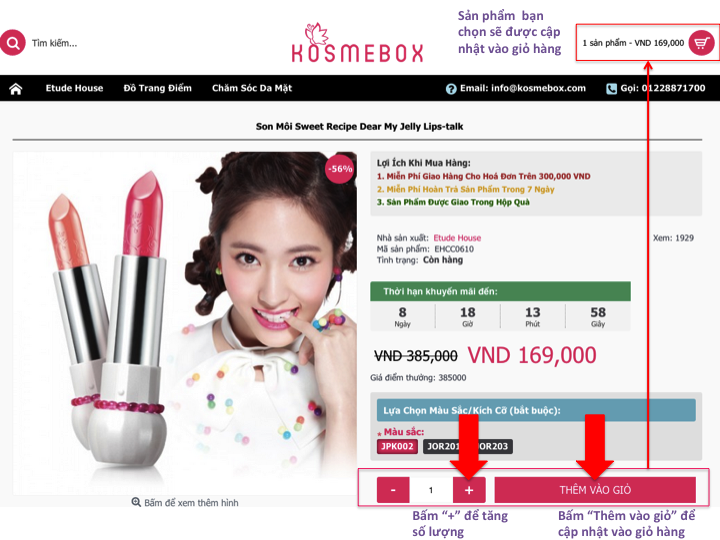 Sản phẩm bạn
chọn sẽ được cập
nhật vào giỏ hàng
Tìm kiếm...
KOSMEBOX
1 sản phẩm - VND 169,000
Etude House Đồ Trang Điểm Chăm Sóc Da Mặt Email: info@kosmebox.com Gọi: 01228871700
Son Môi Sweet Recipe Dear My Jelly Lips-talk
-56%
Lợi Ích Khi Mua Hàng:
1. Miễn Phí Giao Hàng Cho Hoá Đơn Trên 300,000 VND
2. Miễn Phí Hoàn Trả Sản Phẩm Trong 7 Ngày
3. Sản Phẩm Được Giao Trong Hộp Quà
Nhà sản xuất: Etude House Xem: 1929
Mã sản phẩm: EHCC0610
Tình trạng: Còn hàng
Thời hạn khuyến mãi đến:
8 18 13 58
Ngày Giờ Phút Giây
VND 385,000 VND 169,000
Giá điểm thưởng: 385000
Lựa Chọn Màu Sắc/Kích Cỡ (bắt buộc):
* Màu sắc:
JPK002
- 1 + THÊM VÀO GIỎ
Bấm để xem thêm hình
Bấm “+” để tăng
số lượng
Bấm “Thêm vào giỏ” để
cập nhật vào giỏ hàng